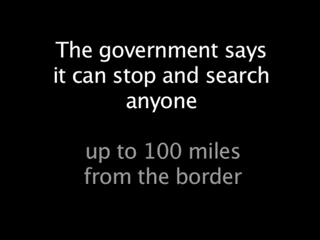 The government says
it can stop and search
anyone
up to 100 miles
from the border